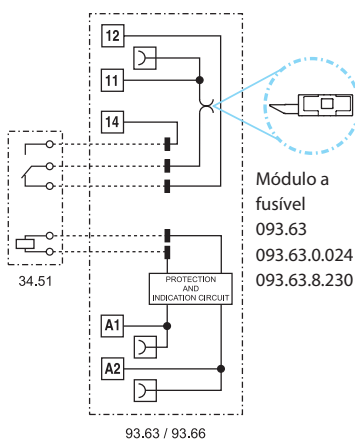 12
11
14
34.51
PROTECTION
AND
INDICATION CIRCUIT
A1
A2
93.63 / 93.66
Módulo a
fusível
093.63
093.63.0.024
093.63.8.230